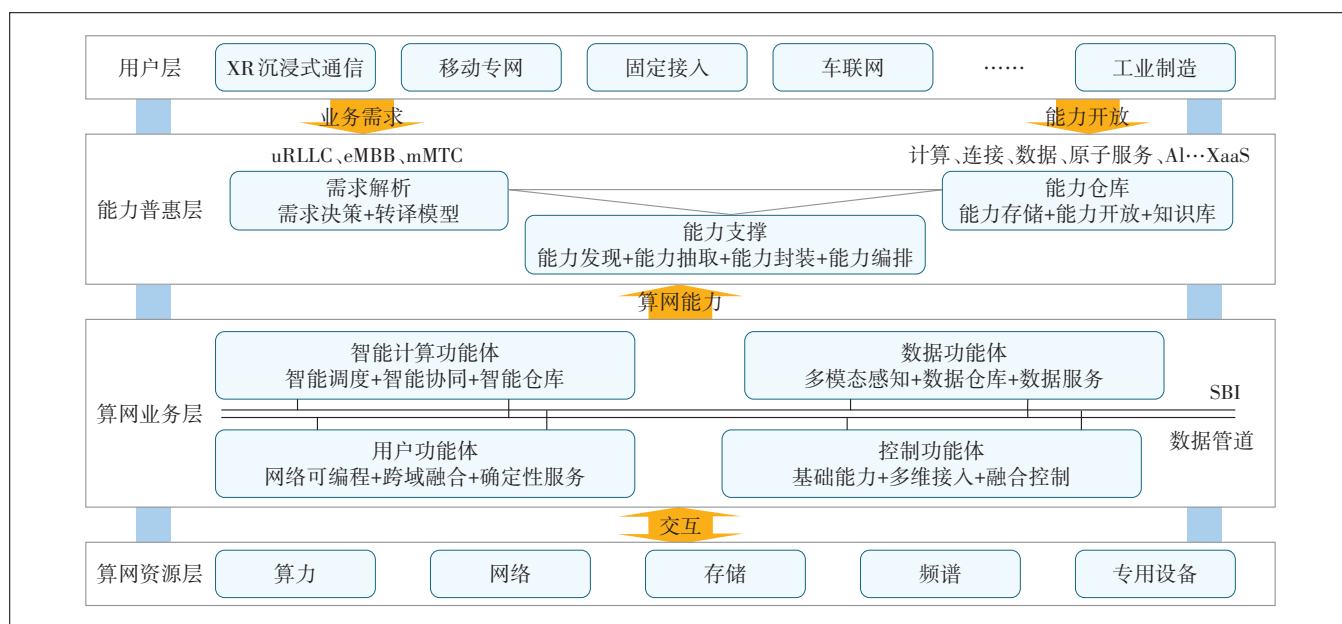 用户层
XR沉浸式通信
移动专网
固定接入
车联网
……
工业制造
业务需求
能力开放
能力普惠层
uRLLC、eMBB、mMTC
计算、连接、数据、原子服务、AI…XaaS
需求解析
需求决策+转译模型
能力仓库
能力存储+能力开放+知识库
能力支撑
能力发现+能力抽取+能力封装+能力编排
算网能力
算网业务层
智能计算功能体
智能调度+智能协同+智能仓库
数据功能体
多模态感知+数据仓库+数据服务
SBI
数据管道
用户功能体
网络可编程+跨域融合+确定性服务
控制功能体
基础能力+多维接入+融合控制
交互
算网资源层
算力
网络
存储
频谱
专用设备